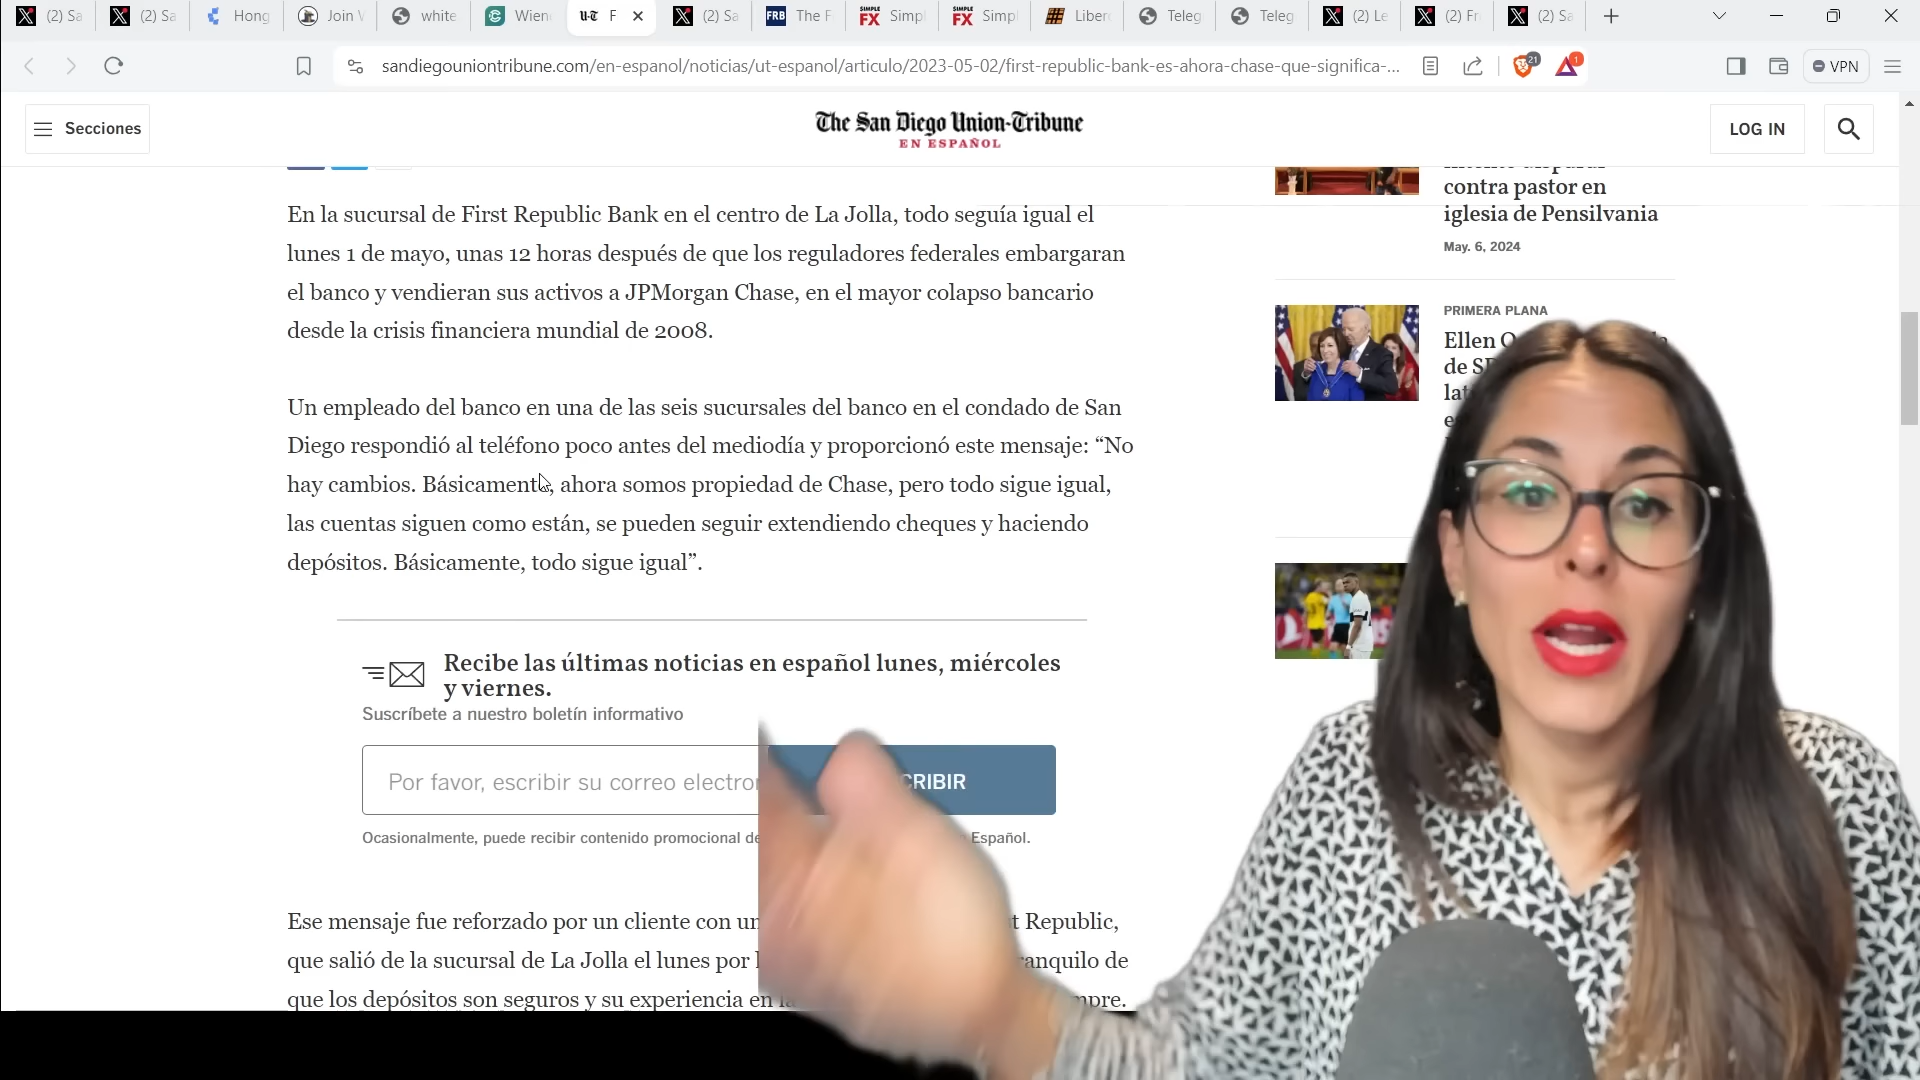 (2) Sa
(2) Sa
Hong
Join V
white
Wien
U-T F
(2) Sa
FRB The F
SIMPLE FX Simpl
SIMPLE FX Simpl
Liber
Teleg
Teleg
(2) Le
(2) Fr
(2) Sa
sandiegouniontribune.com/en-espanol/noticias/ut-espanol/articulo/2023-05-02/first-republic-bank-es-ahora-chase-que-significa-...
21
1
VPN
Secciones
The San Diego Union-Tribune
EN ESPAÑOL
LOG IN
En la sucursal de First Republic Bank en el centro de La Jolla, todo seguía igual el
lunes 1 de mayo, unas 12 horas después de que los reguladores federales embargaran
el banco y vendieran sus activos a JPMorgan Chase, en el mayor colapso bancario
desde la crisis financiera mundial de 2008.
Un empleado del banco en una de las seis sucursales del banco en el condado de San
Diego respondió al teléfono poco antes del mediodía y proporcionó este mensaje: “No
hay cambios. Básicamente, ahora somos propiedad de Chase, pero todo sigue igual,
las cuentas siguen como están, se pueden seguir extendiendo cheques y haciendo
depósitos. Básicamente, todo sigue igual”.
Recibe las últimas noticias en español lunes, miércoles
y viernes.
Suscríbete a nuestro boletín informativo
Por favor, escribir su correo electron
CRIBIR
Ocasionalmente, puede recibir contenido promocional de Español.
Ese mensaje fue reforzado por un cliente con un t Republic,
que salió de la sucursal de La Jolla el lunes por ranquilo de
que los depósitos son seguros y su experiencia en la mpre.
contra pastor en
iglesia de Pensilvania
May. 6, 2024
PRIMERA PLANA
Ellen O
de S
lat
e